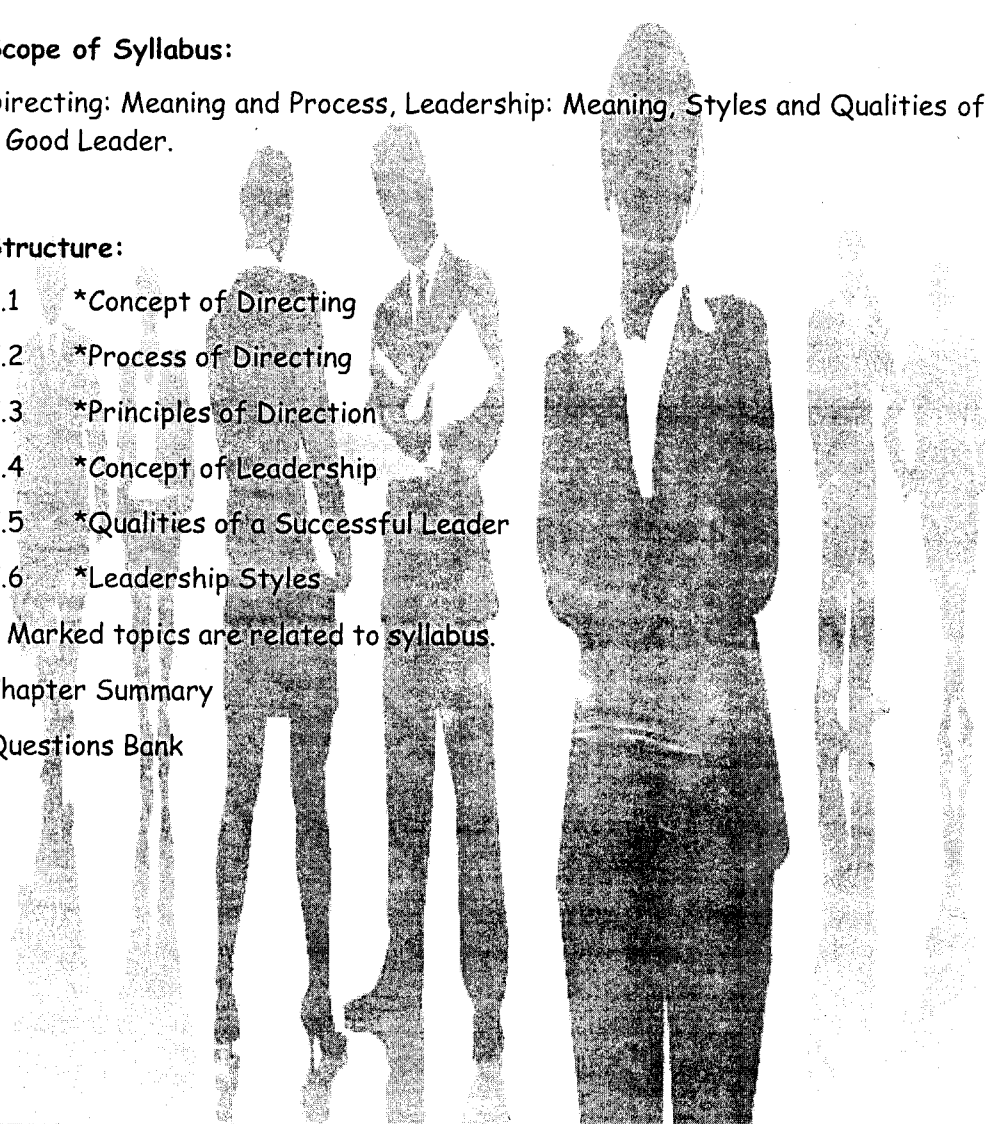 cope of Syllabus:
irecting: Meaning and Process, Leadership: Meaning, Styles and Qualities of
Good Leader.
tructure:
.1 *Concept of Directing
.2 *Process of Directing
.3 *Principles of Direction
.4 *Concept of Leadership
.5 *Qualities of a Successful Leader
.6 *Leadership Styles
Marked topics are related to syllabus.
hapter Summary
Questions Bank